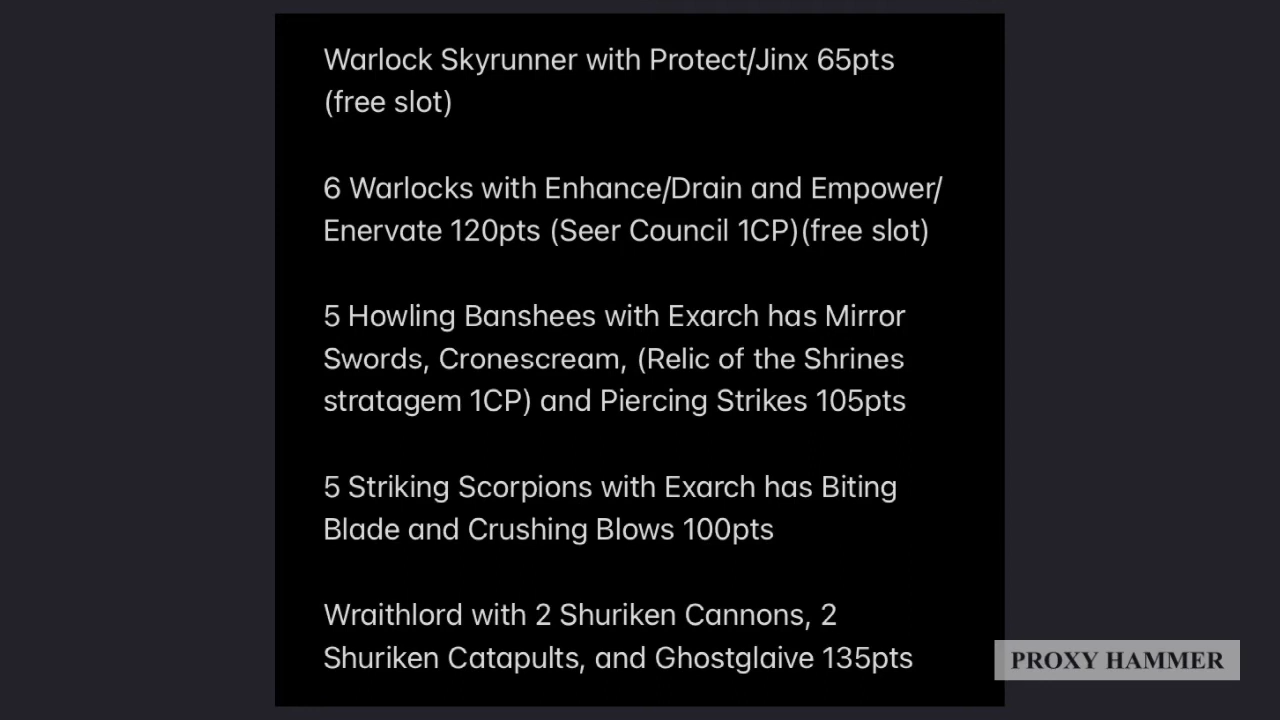 Warlock Skyrunner with Protect/Jinx 65pts
(free slot)
6 Warlocks with Enhance/Drain and Empower/
Enervate 120pts (Seer Council 1CP)(free slot)
5 Howling Banshees with Exarch has Mirror
Swords, Cronescream, (Relic of the Shrines
stratagem 1CP) and Piercing Strikes 105pts
5 Striking Scorpions with Exarch has Biting
Blade and Crushing Blows 100pts
Wraithlord with 2 Shuriken Cannons, 2
Shuriken Catapults, and Ghostglaive 135pts
PROXY HAMMER